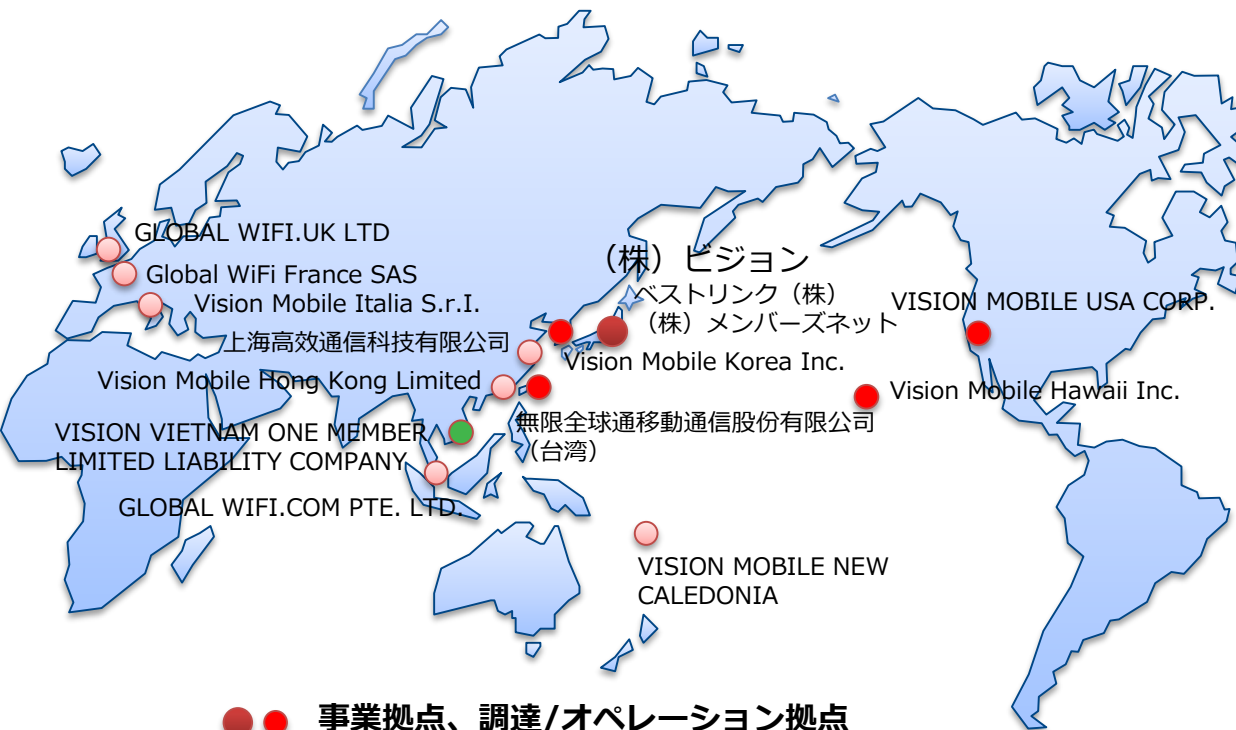 GLOBAL WIFI.UK LTD
Global WiFi France SAS
Vision Mobile Italia S.r.I.
上海高效通信科技有限公司
Vision Mobile Hong Kong Limited
VISION VIETNAM ONE MEMBER
LIMITED LIABILITY COMPANY
GLOBAL WIFI.COM PTE. LTD.
（株）ビジョン
ベストリンク（株）
（株）メンバーズネット
Vision Mobile Korea Inc.
無限全球通移動通信股份有限公司
（台湾）
VISION MOBILE USA CORP.
Vision Mobile Hawaii Inc.
VISION MOBILE NEW
CALEDONIA
事業拠点、調達/オペレーション拠点